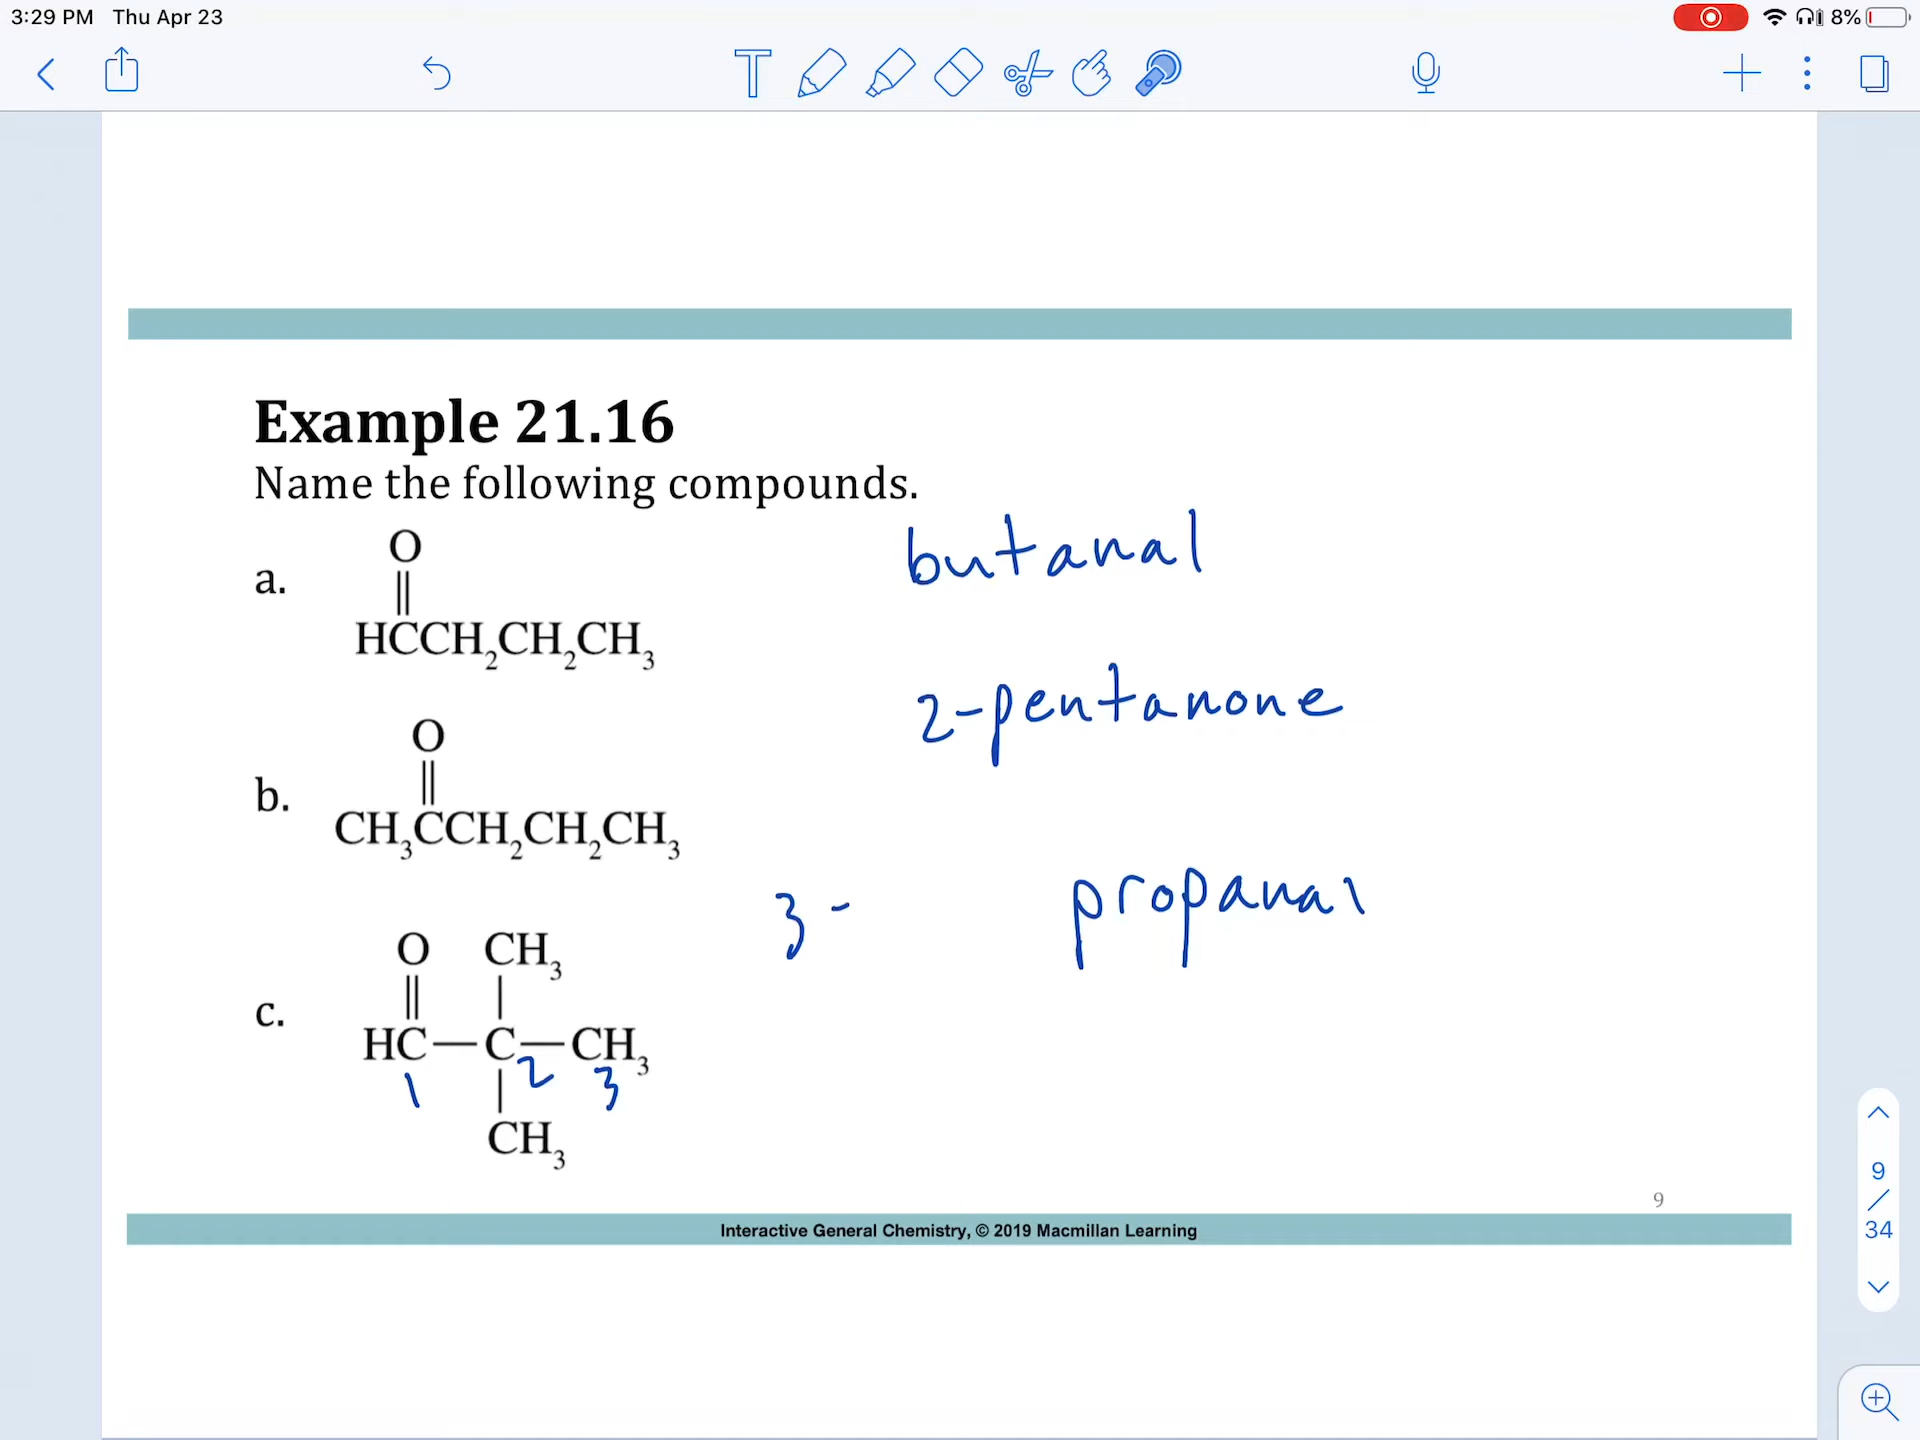 3:29 PM Thu Apr 23 8%
T
Example 21.16
Name the following compounds.
a.
O
||
HCCH₂CH₂CH₃
butanal
b.
O
||
CH₃CCH₂CH₂CH₃
2-pentanone
c.
O CH₃
|| |
HC—C—CH₃
1 2 3
|
CH₃
3- propanal
9
Interactive General Chemistry, © 2019 Macmillan Learning
9
/
34